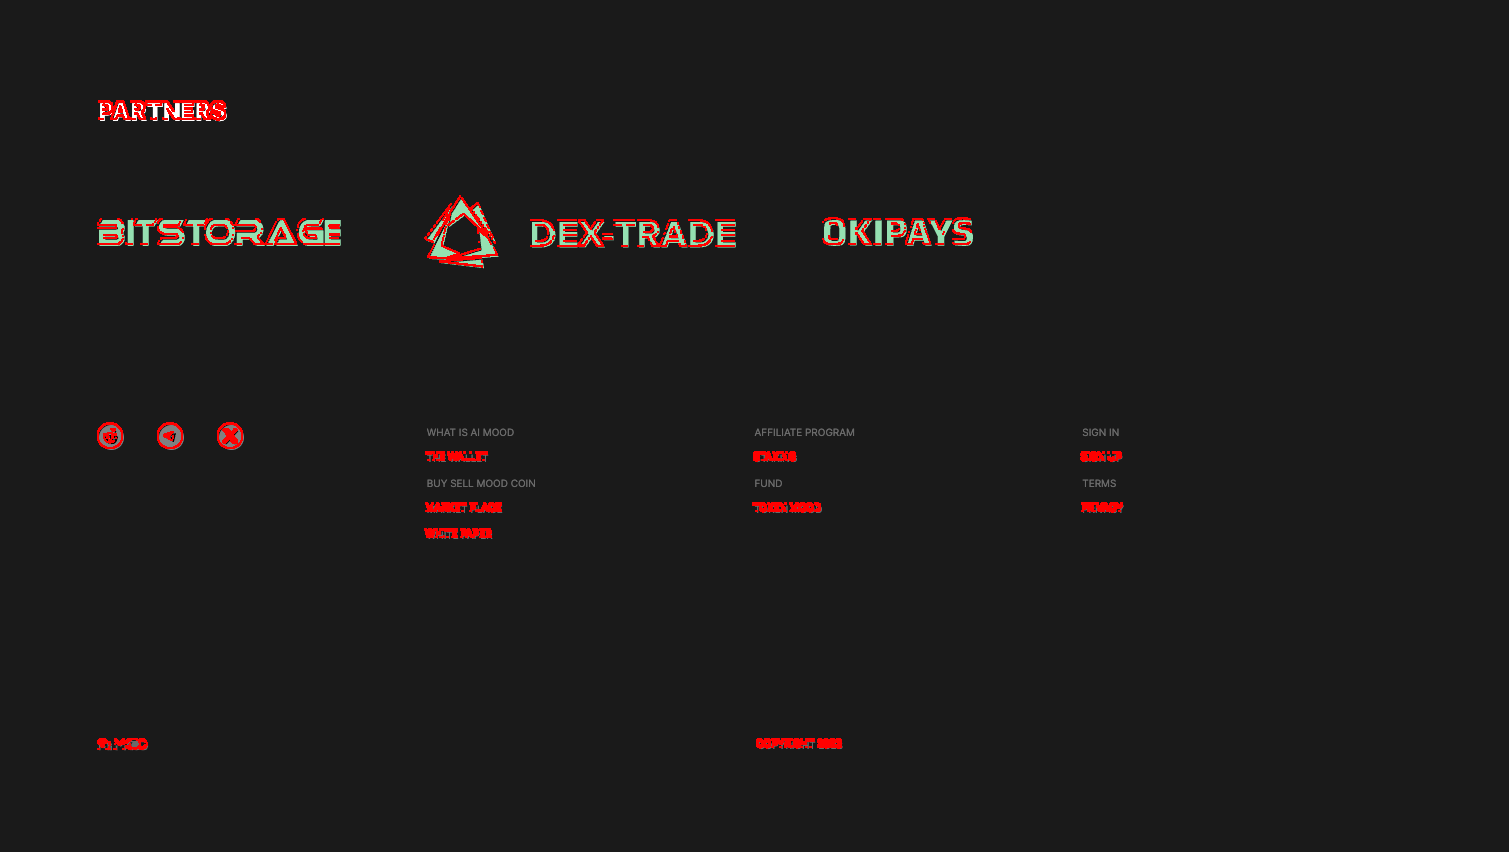 PARTNERS
BITSTORAGE
DEX-TRADE
OKIPAYS
WHAT IS AI MOOD
THE WALLET
BUY SELL MOOD COIN
MARKET PLACE
WHITE PAPER
AFFILIATE PROGRAM
STAKING
FUND
TOKEN MOOD
SIGN IN
SIGN UP
TERMS
PRIVACY
COPYRIGHT